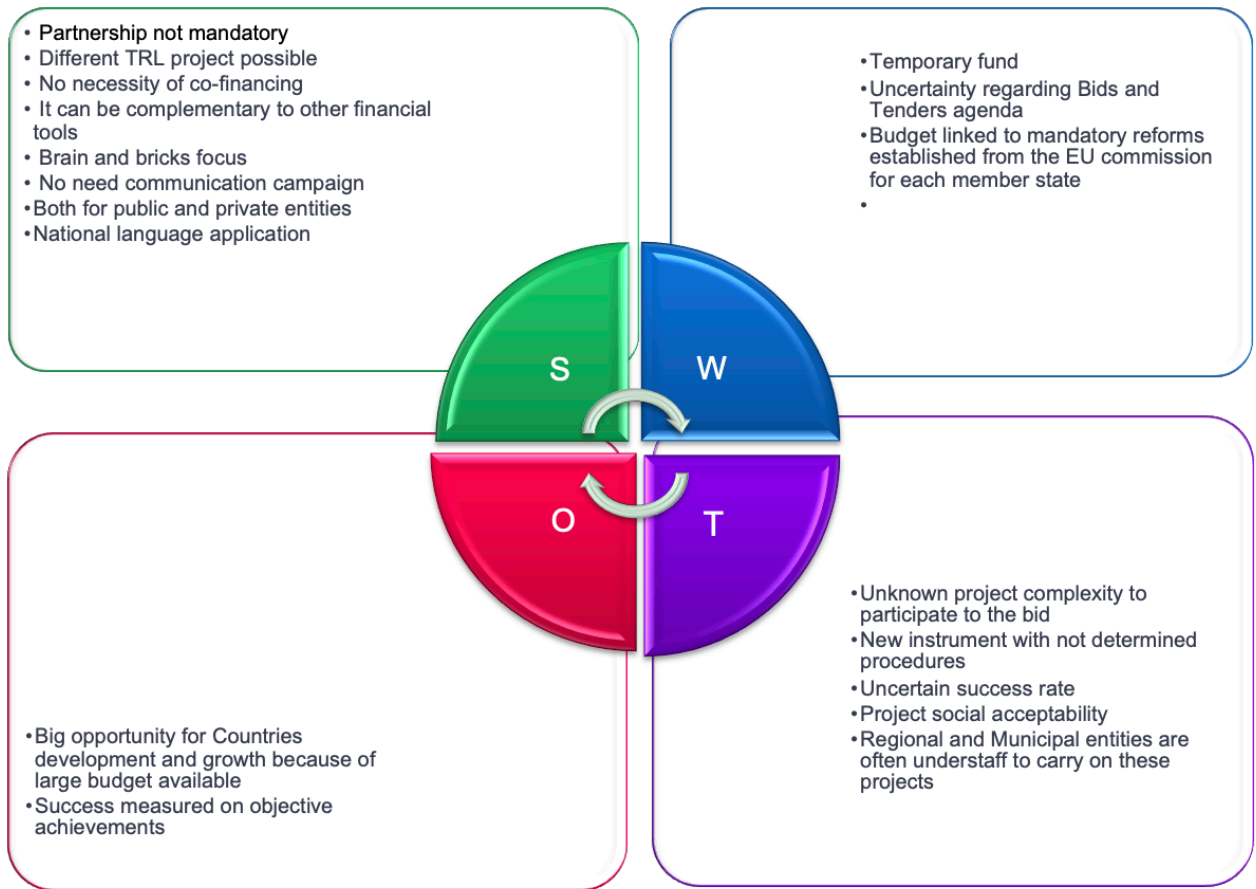 • Partnership not mandatory
• Different TRL project possible
• No necessity of co-financing
• It can be complementary to other financial
tools
• Brain and bricks focus
• No need communication campaign
•Both for public and private entities
•National language application
•Temporary fund
•Uncertainty regarding Bids and
Tenders agenda
•Budget linked to mandatory reforms
established from the EU commission
for each member state
•
S
W
O
T
•Big opportunity for Countries
development and growth because of
large budget available
•Success measured on objective
achievements
•Unknown project complexity to
participate to the bid
•New instrument with not determined
procedures
•Uncertain success rate
•Project social acceptability
•Regional and Municipal entities are
often understaff to carry on these
projects